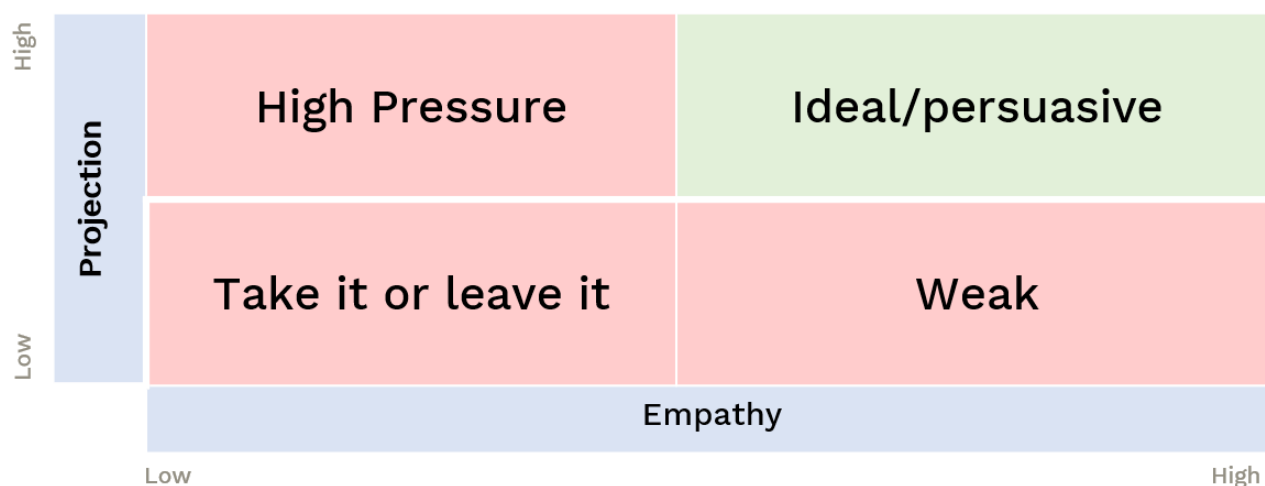 High
High Pressure
Ideal/persuasive
Projection
Take it or leave it
Weak
Low
Empathy
Low
High